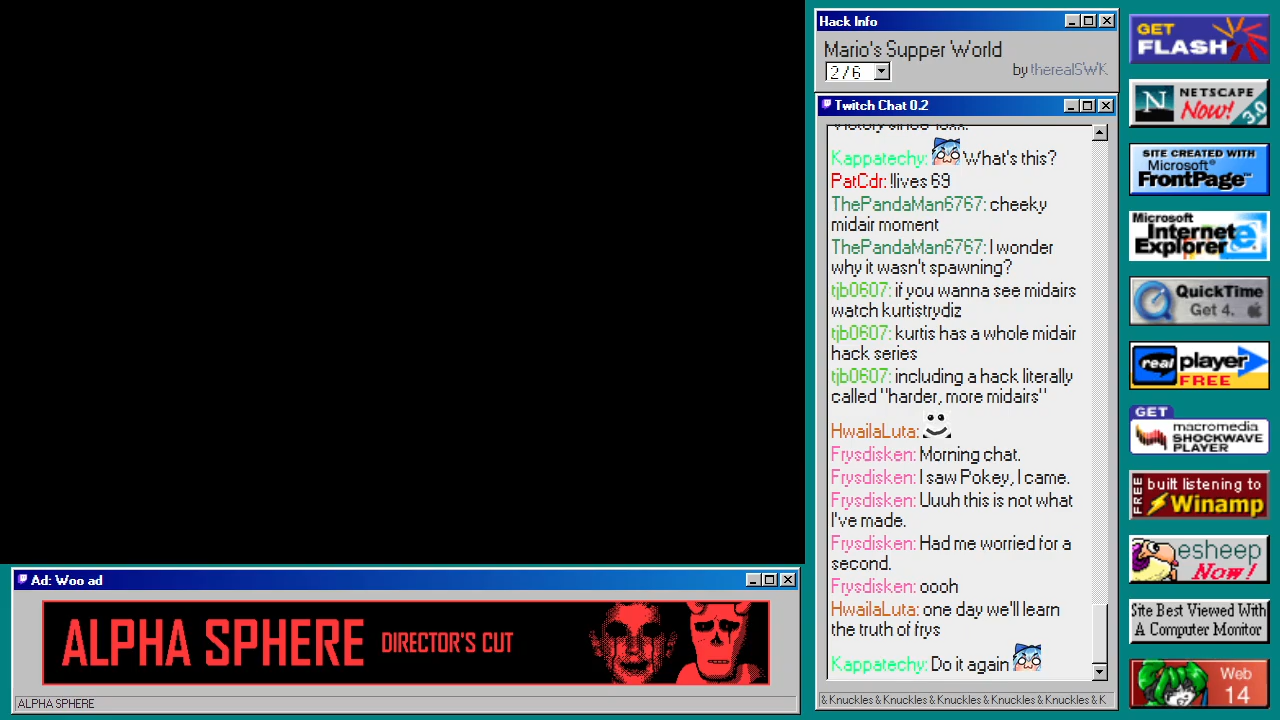 Hack Info
Mario's Supper World
2/6
by therealSWK
Twitch Chat 0.2
Kappatechy: What's this?
PatCdr: !lives 69
ThePandaMan6767: cheeky
midair moment
ThePandaMan6767: I wonder
why it wasn't spawning?
tjb0607: if you wanna see midairs
watch kurtistrydiz
tjb0607: kurtis has a whole midair
hack series
tjb0607: including a hack literally
called "harder, more midairs"
HwailaLuta:
Frysdisken: Morning chat.
Frysdisken: I saw Pokey, I came.
Frysdisken: Uuuh this is not what
I've made.
Frysdisken: Had me worried for a
second.
Frysdisken: oooh
HwailaLuta: one day we'll learn
the truth of frys
Kappatechy: Do it again
& Knuckles & Knuckles & Knuckles & Knuckles & Knuckles & K
Ad: Woo ad
ALPHA SPHERE DIRECTOR'S CUT
ALPHA SPHERE
GET
FLASH
N NETSCAPE
Now! 3.0
SITE CREATED WITH
Microsoft®
FrontPage™
Microsoft
Internet
Explorer
QuickTime
Get 4.
real player
FREE
GET
macromedia
SHOCKWAVE
PLAYER
FREE
built listening to
Winamp
esheep
Now!
Site Best Viewed With
A Computer Monitor
Web
14